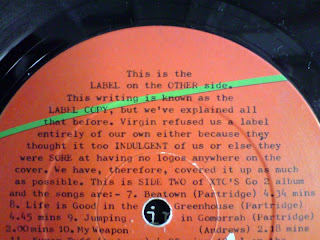 This is the
LABEL on the OTHER side.
This writing is known as the
LABEL COPY, but we've explained all
that before. Virgin refused us a label
entirely of our own either because they
thought it too INDULGENT of us or else they
were SURE at having no logos anywhere on the
cover. We have, therefore, covered it up as much
as possible. This is SIDE TWO of XTC's Go 2 album
and the songs are:- 7. Beatown (Partridge) 4.34 mins
8. Life is Good in the Greenhouse (Partridge)
4.45 mins 9. Jumping in Gomorrah (Partridge)
2.00 mins 10. My Weapon (Andrews) 2.18 mins